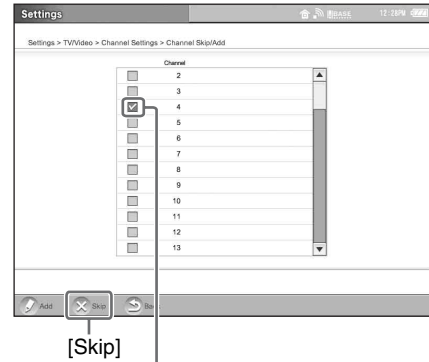 Settings
BASE 12:28PM
Settings > TV/Video > Channel Settings > Channel Skip/Add
Channel
2
3
4
5
6
7
8
9
10
11
12
13
Add Skip
[Skip]